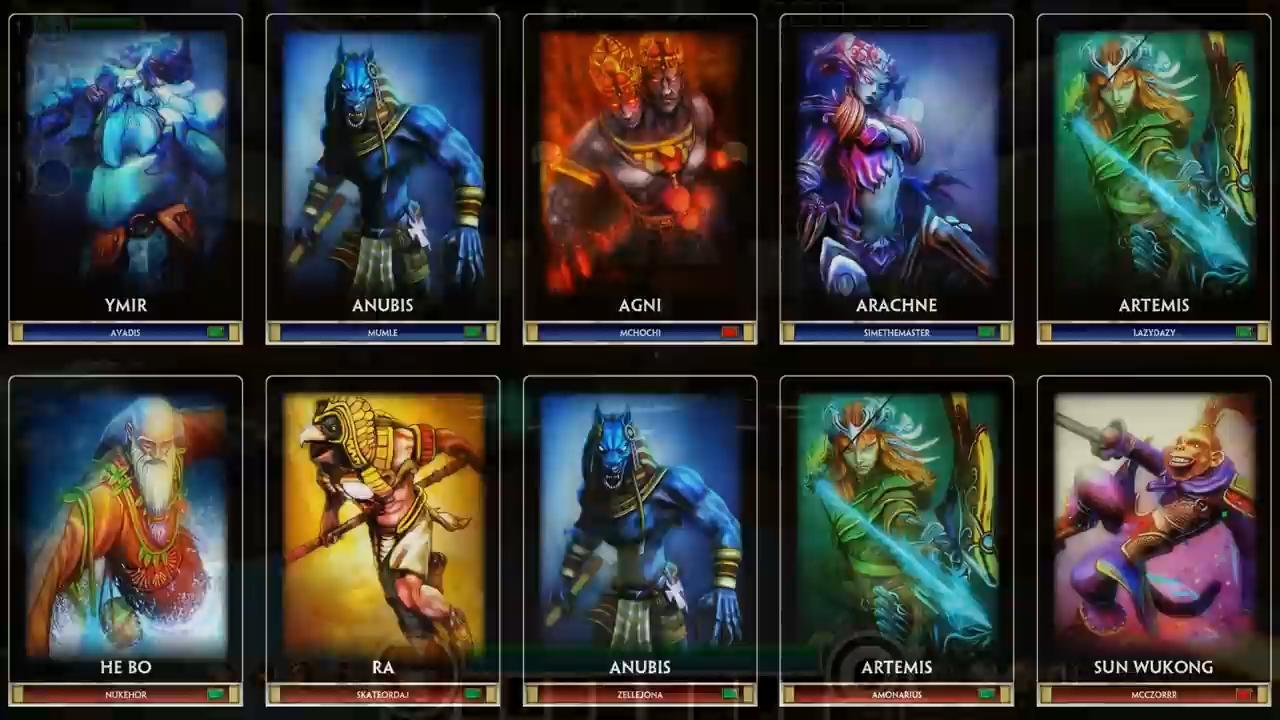 YMIR
AVADIS
ANUBIS
MUMLE
AGNI
MCHOCHI
ARACHNE
SIMETHEMASTER
ARTEMIS
LAZYDAZY
HE BO
NUKEHOR
RA
SKATEORDAJ
ANUBIS
ZELLEJONA
ARTEMIS
AMONARIUS
SUN WUKONG
MCCZORRR